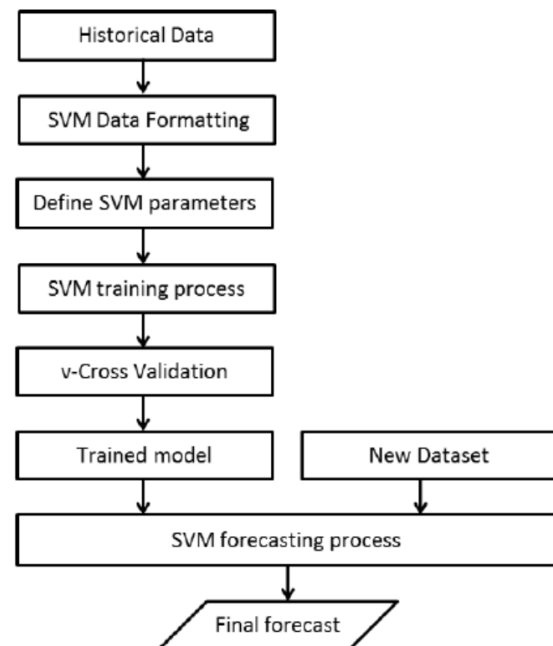 Historical Data
SVM Data Formatting
Define SVM parameters
SVM training process
v-Cross Validation
Trained model
New Dataset
SVM forecasting process
Final forecast